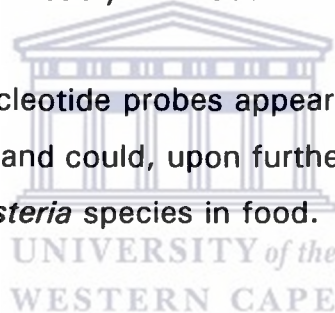 cleotide probes appear
and could, upon furthe
steria species in food.
UNIVERSITY of the
WESTERN CAPE